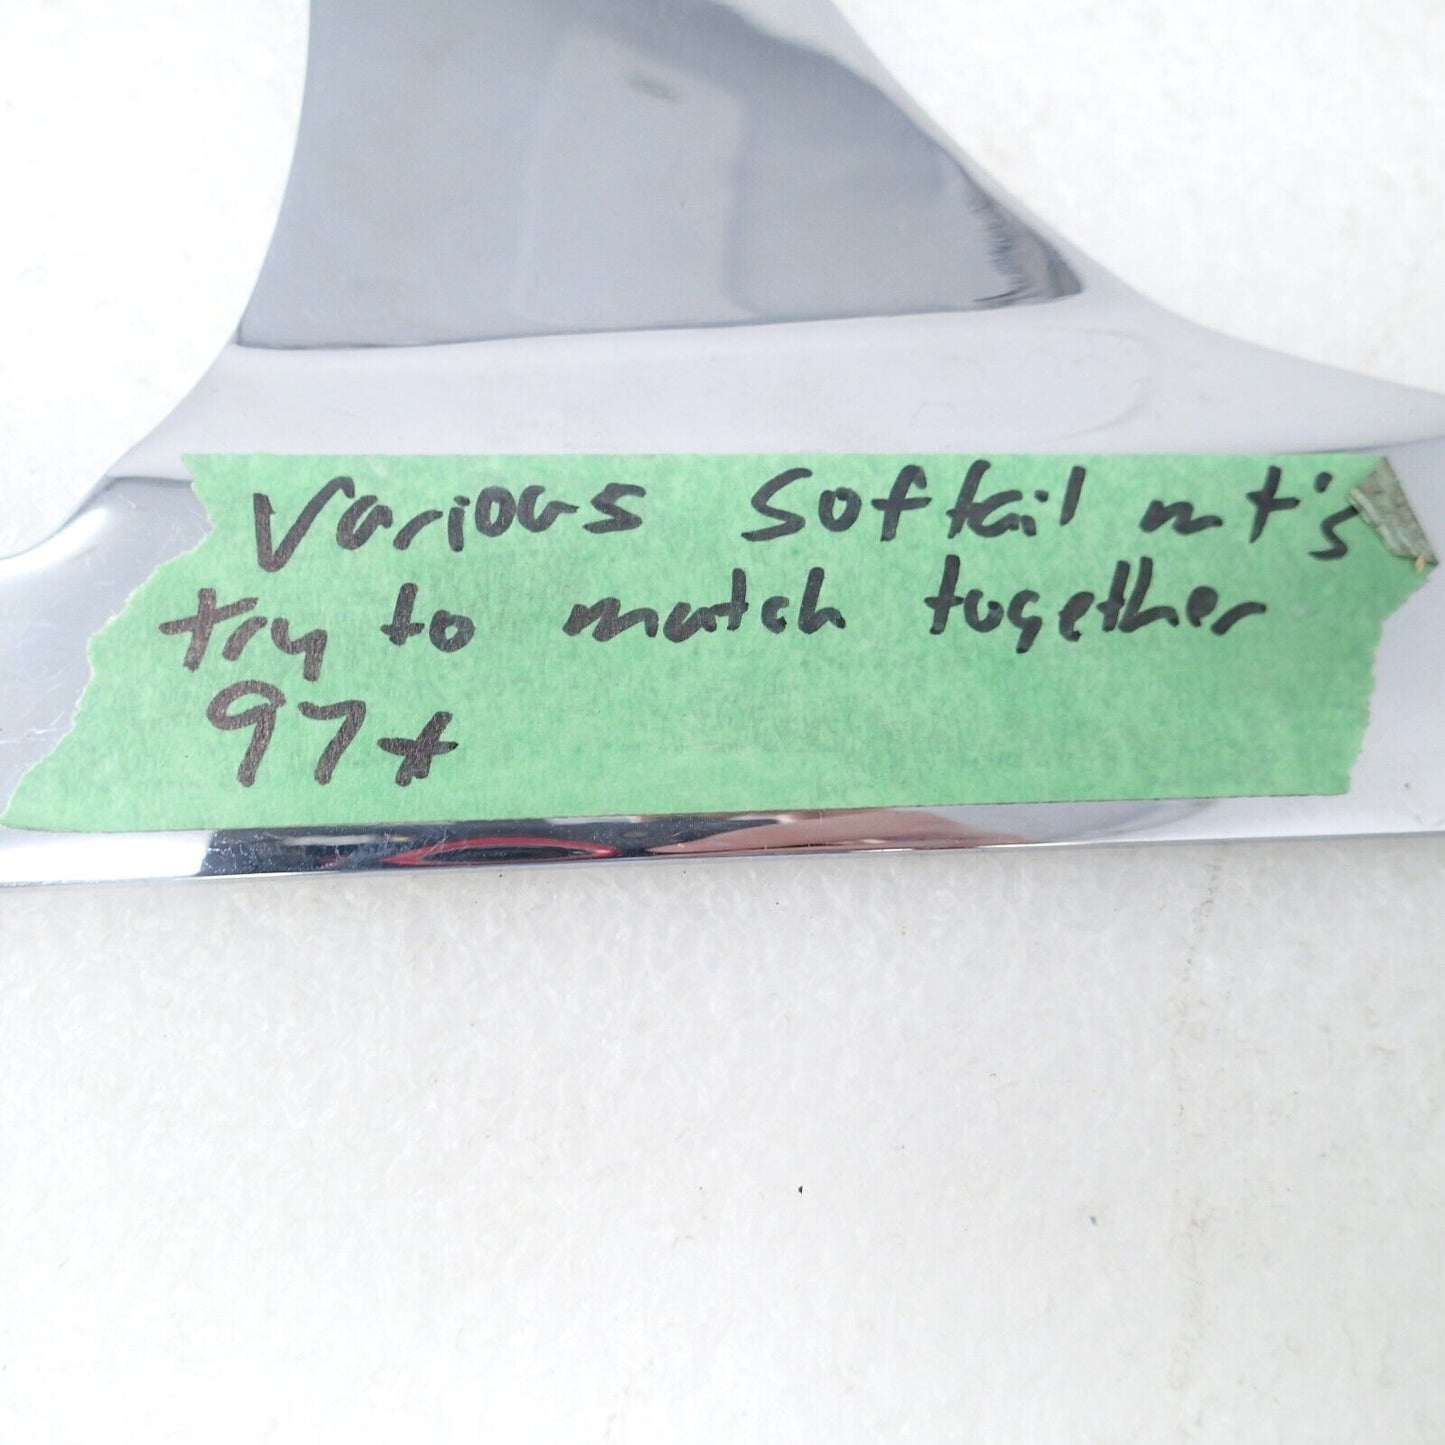 Various Softail mt's
try to match together
97+